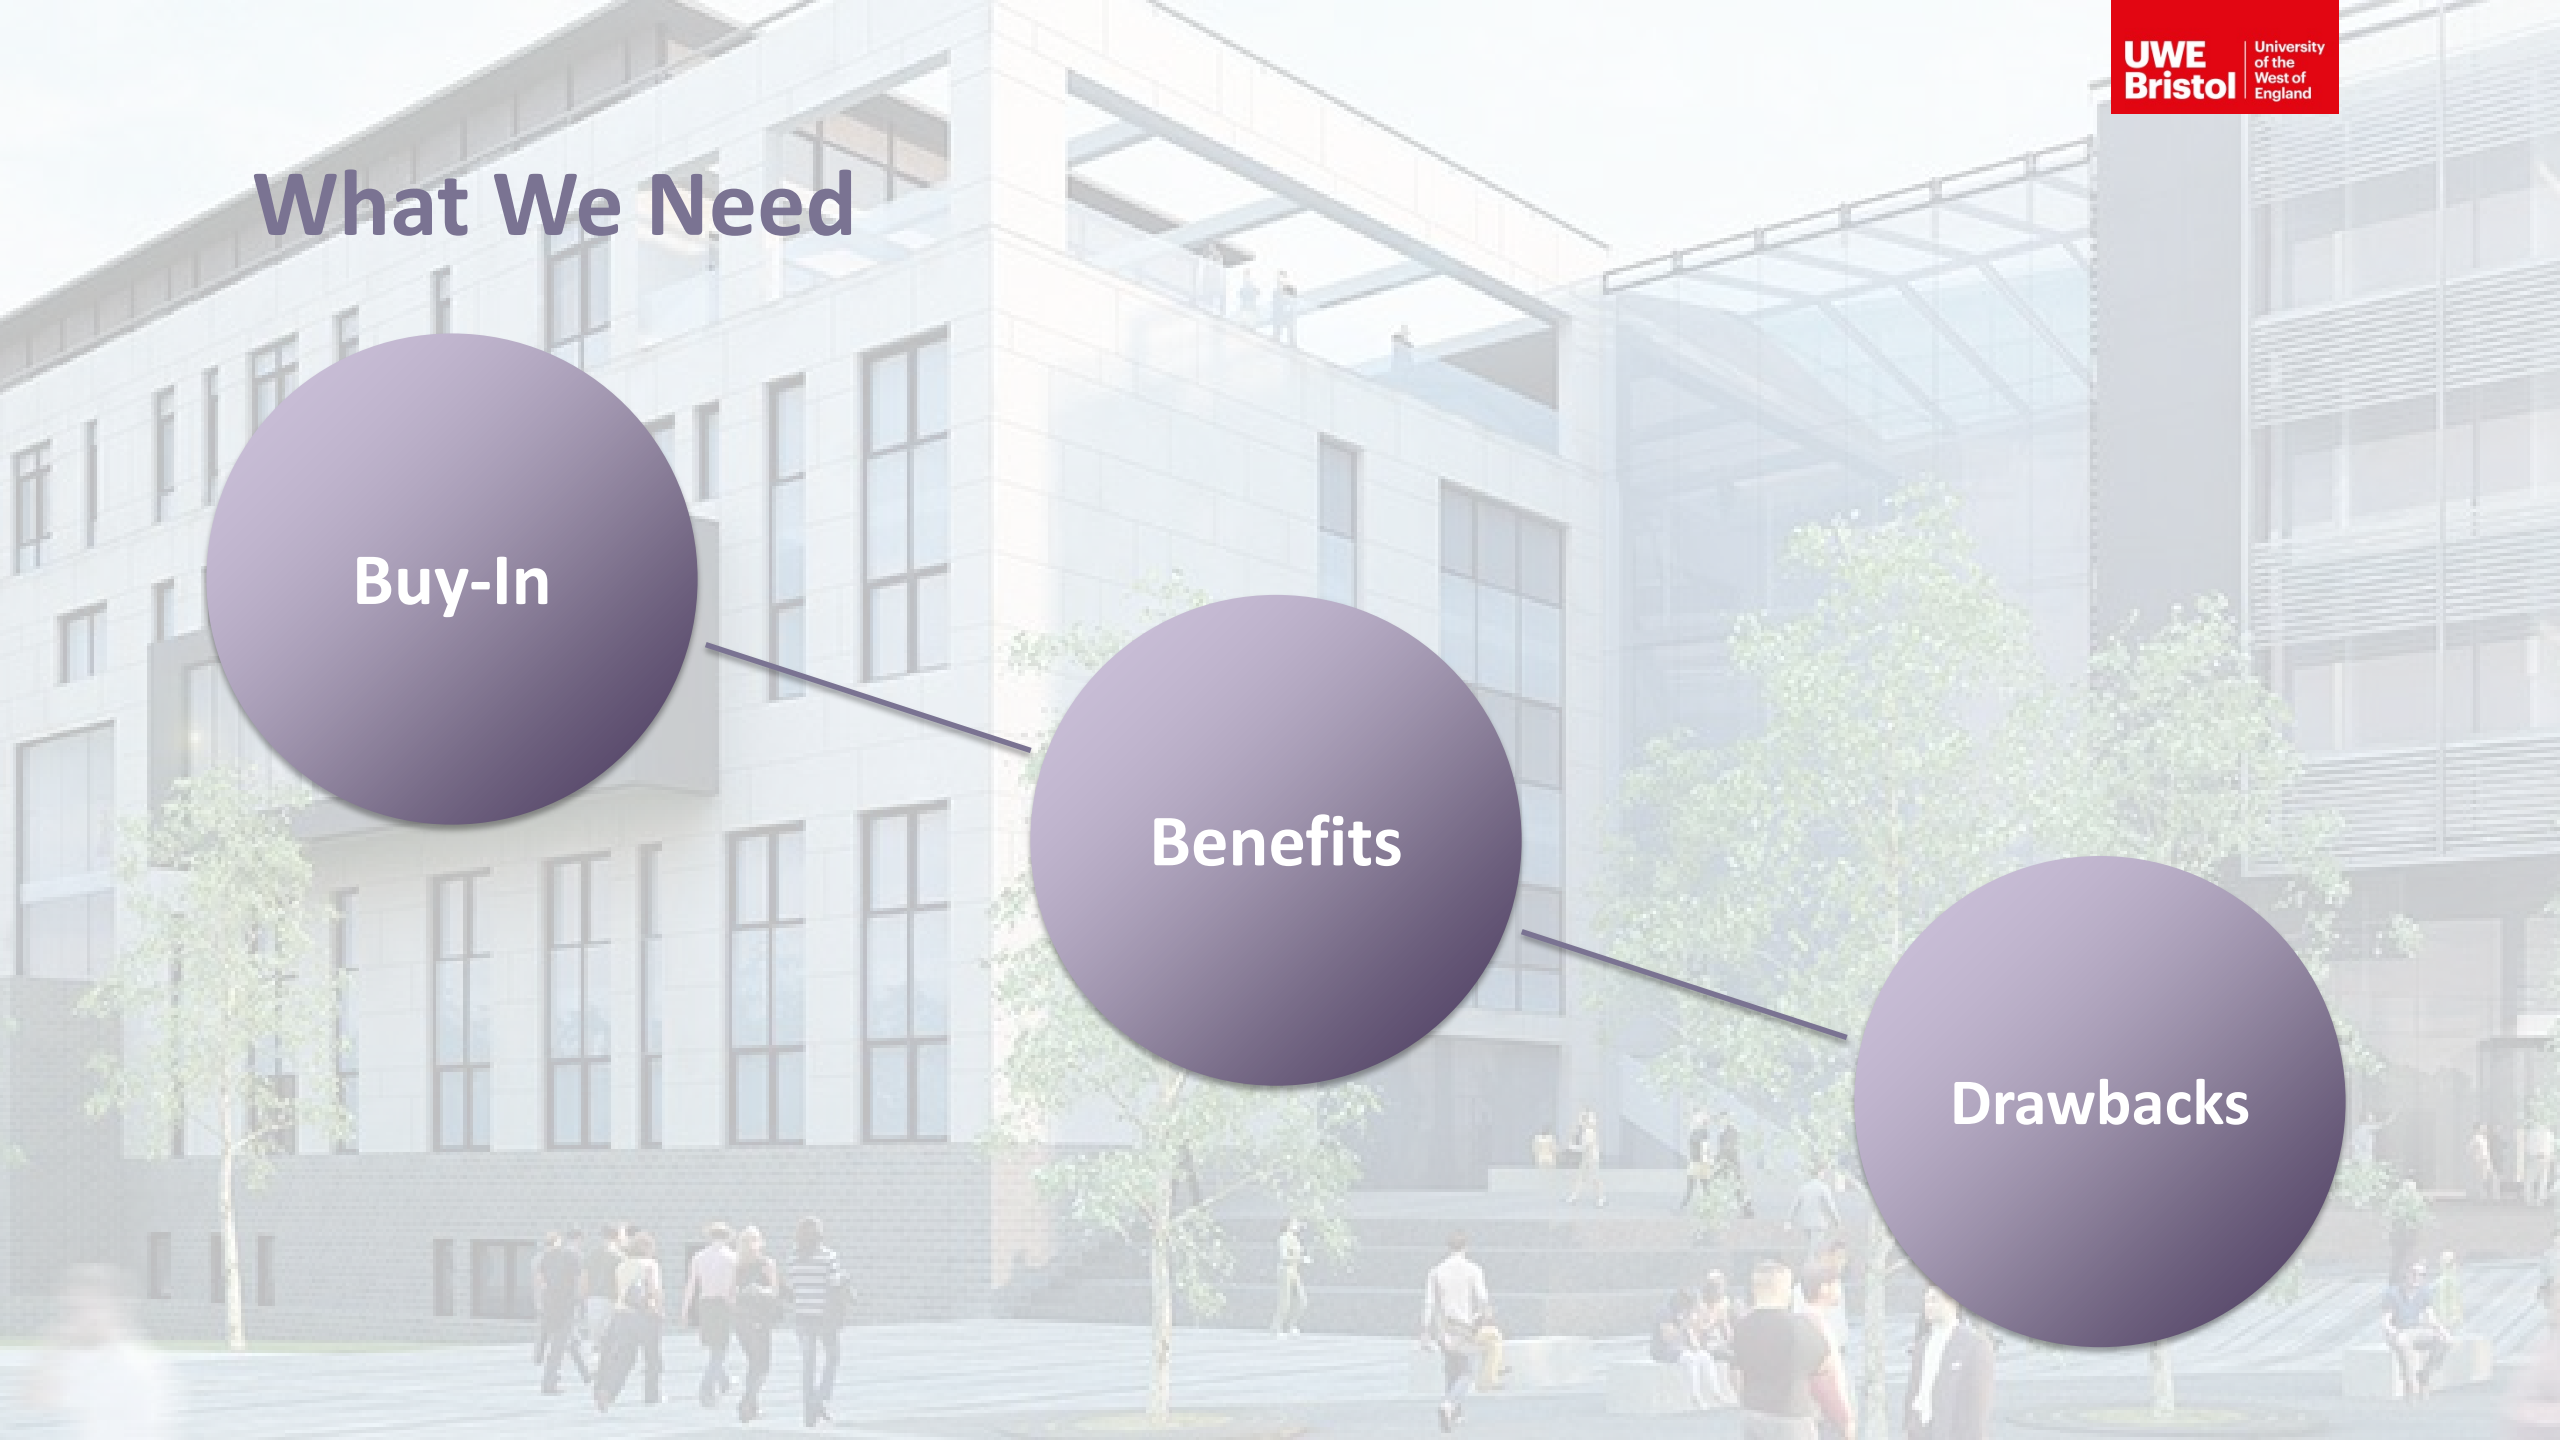 UWE
Bristol
University
of the
West of
England
What We Need
Buy-In
Benefits
Drawbacks